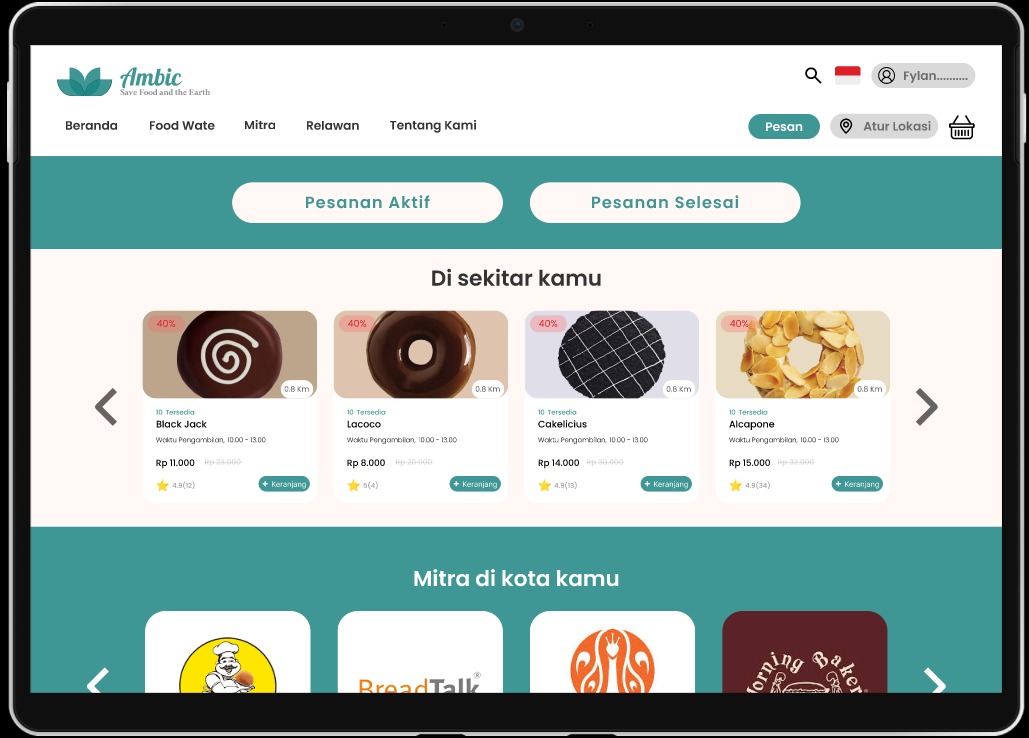 Ambic
Save Food and the Earth
Fylan..........
Beranda
Food Wate
Mitra
Relawan
Tentang Kami
Pesan
Atur Lokasi
Pesanan Aktif
Pesanan Selesai
Di sekitar kamu
40%
0.8 Km
10 Tersedia
Black Jack
Waktu Pengambilan, 10.00 - 13.00
Rp 11.000 Rp 23.000
4.9(12)
+ Keranjang
40%
0.8 Km
10 Tersedia
Lacoco
Waktu Pengambilan, 10.00 - 13.00
Rp 8.000 Rp 20.000
5(4)
+ Keranjang
40%
0.8 Km
10 Tersedia
Cakelicius
Waktu Pengambilan, 10.00 - 13.00
Rp 14.000 Rp 30.000
4.9(13)
+ Keranjang
40%
0.8 Km
10 Tersedia
Alcapone
Waktu Pengambilan, 10.00 - 13.00
Rp 15.000 Rp 33.000
4.9(34)
+ Keranjang
Mitra di kota kamu
BreadTalk®